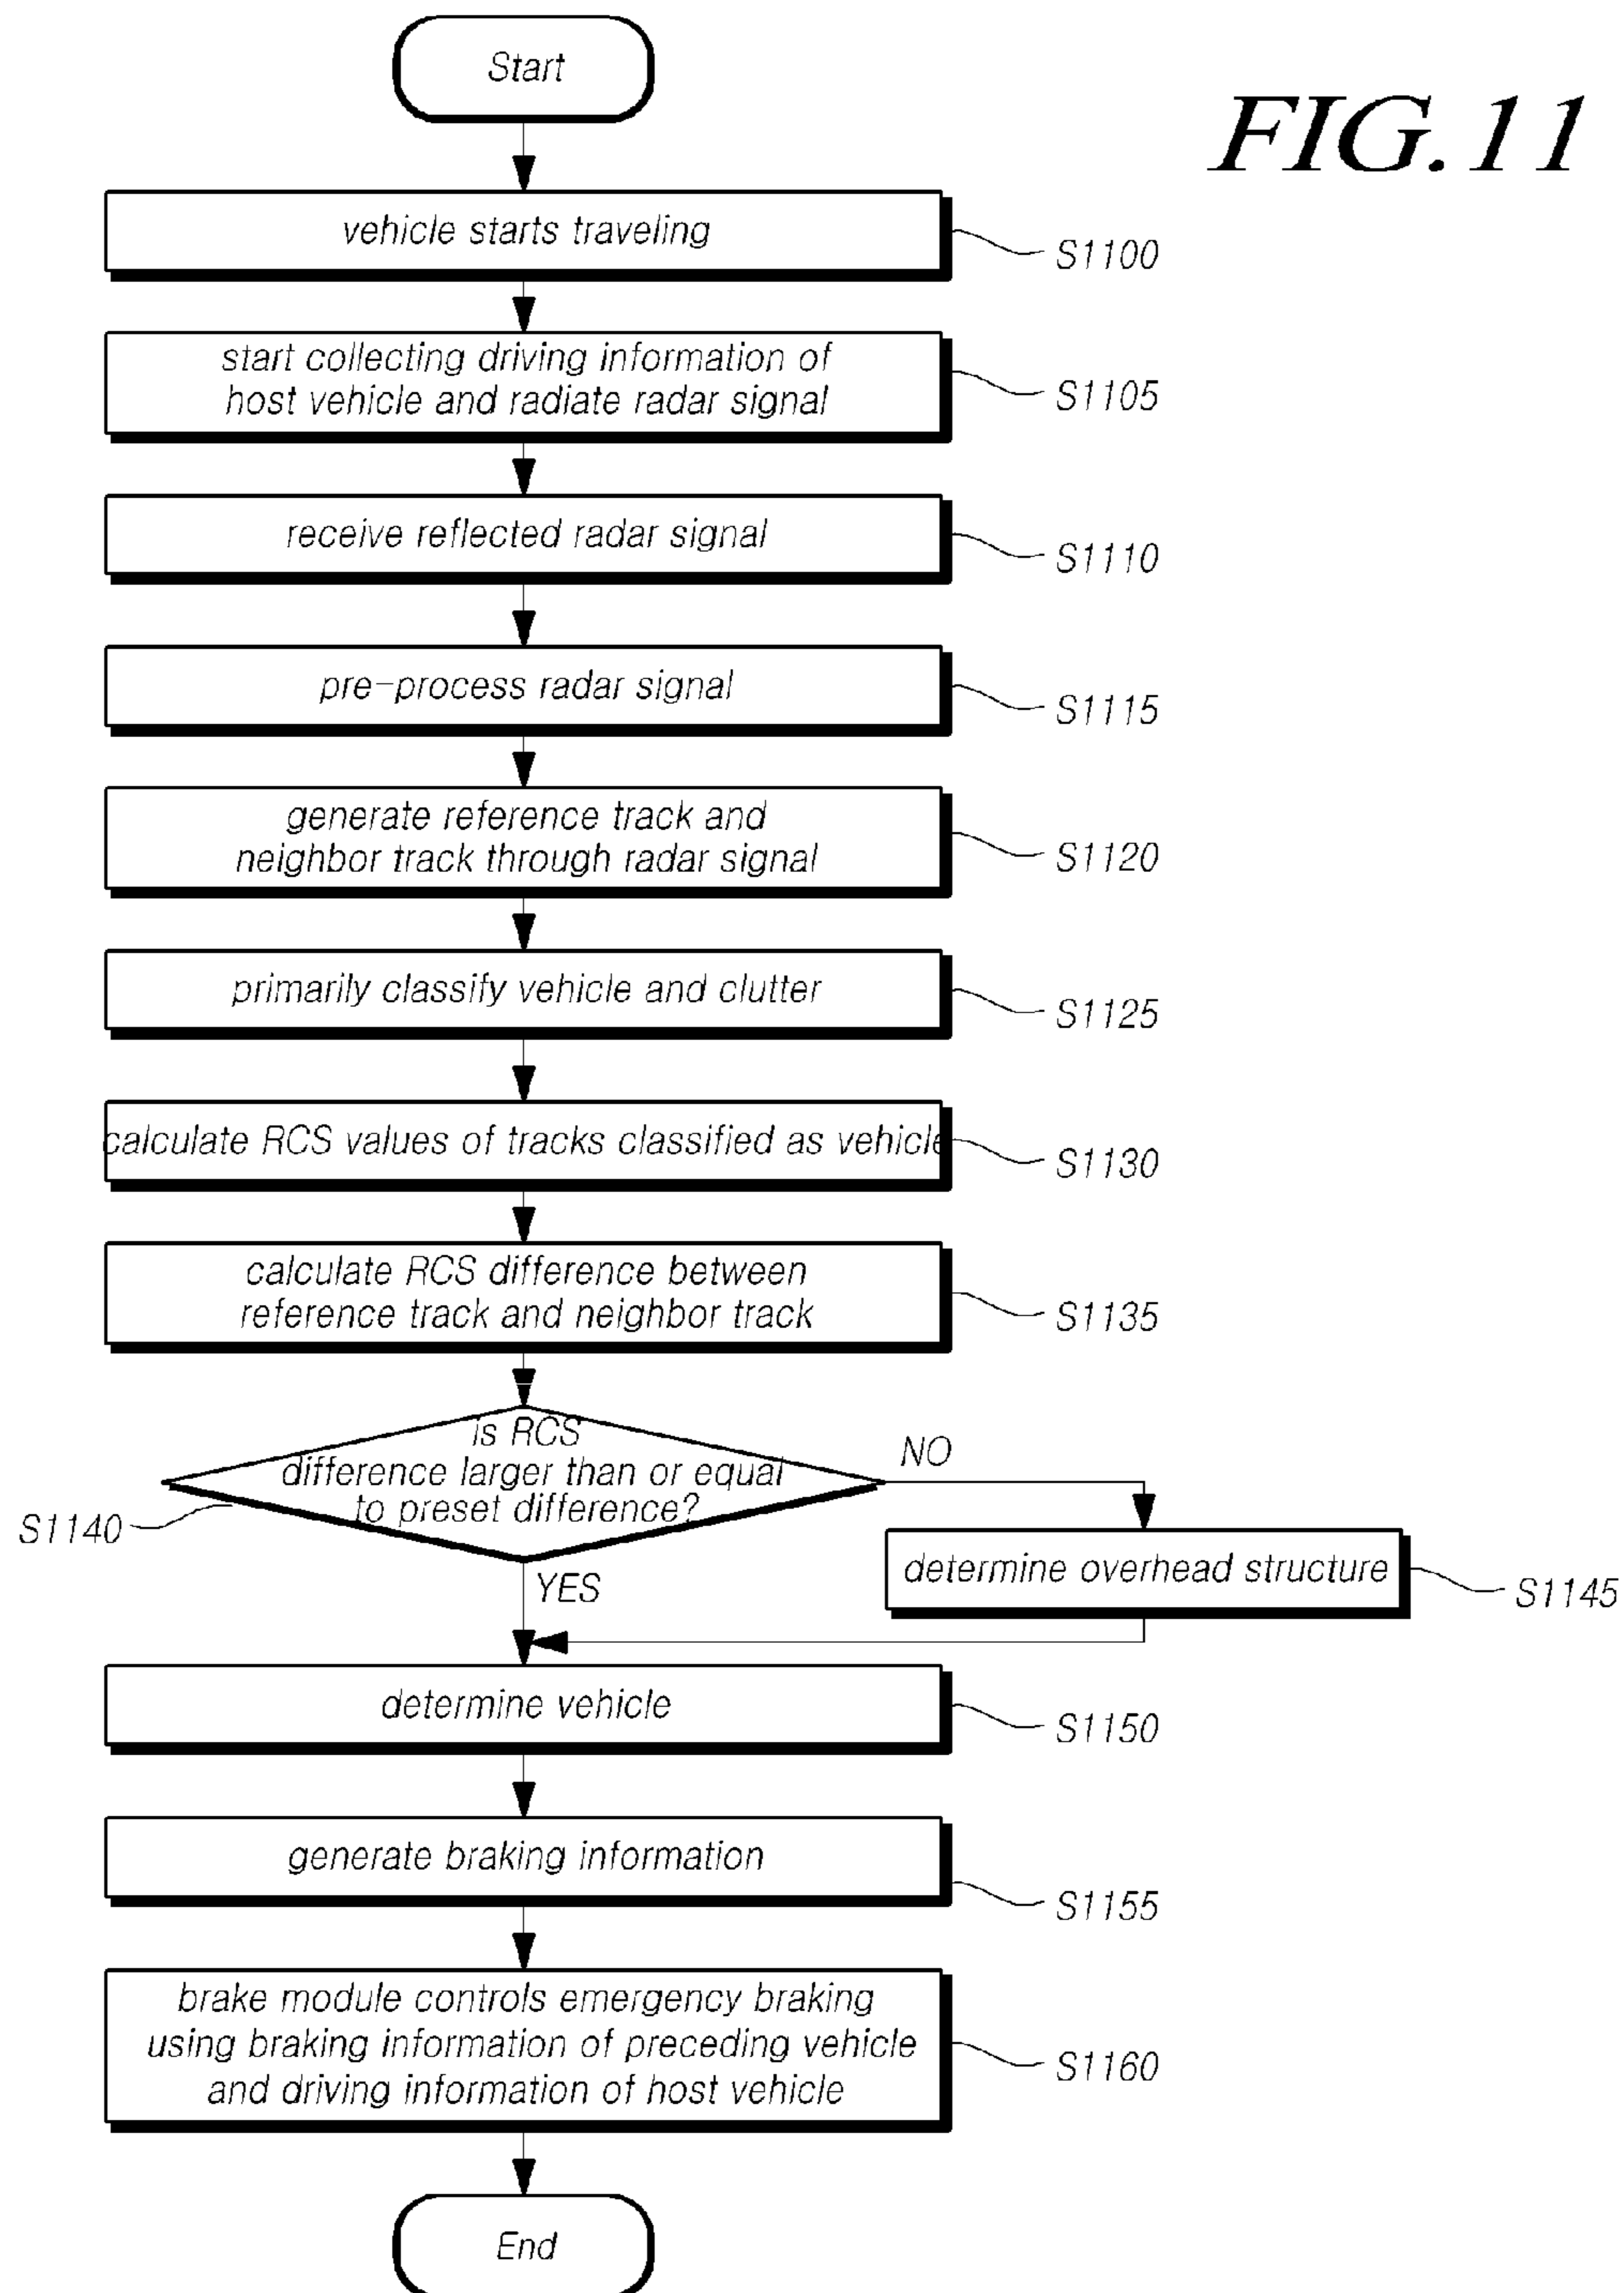 Start
FIG. 11
vehicle starts traveling
S1100
start collecting driving information of
host vehicle and radiate radar signal
S1105
receive reflected radar signal
S1110
pre-process radar signal
S1115
generate reference track and
neighbor track through radar signal
S1120
primarily classify vehicle and clutter
S1125
calculate RCS values of tracks classified as vehicle
S1130
calculate RCS difference between
reference track and neighbor track
S1135
is RCS
difference larger than or equal
to preset difference?
S1140
NO
determine overhead structure
S1145
YES
determine vehicle
S1150
generate braking information
S1155
brake module controls emergency braking
using braking information of preceding vehicle
and driving information of host vehicle
S1160
End